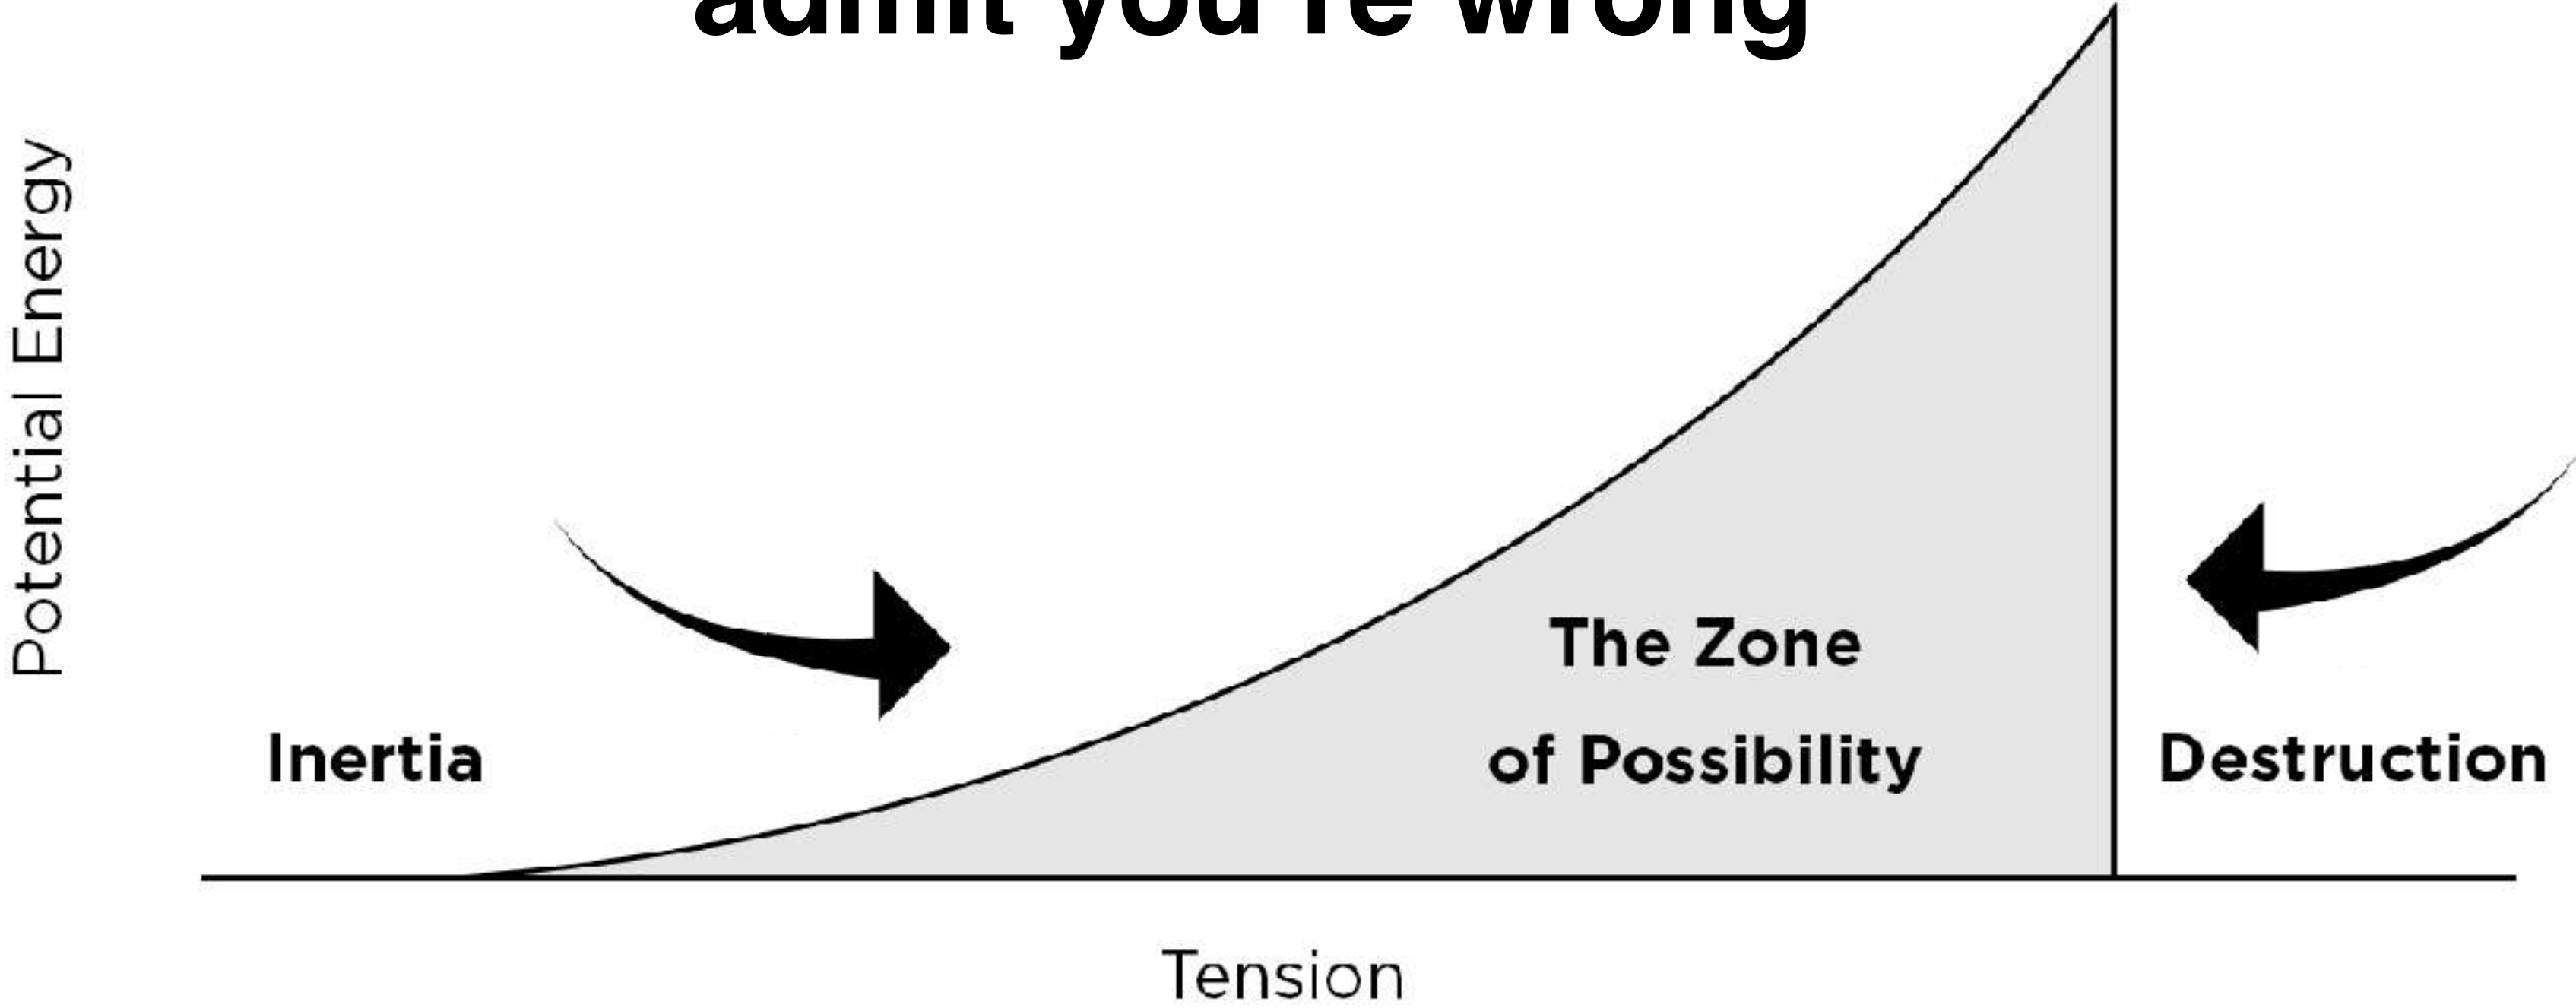 admit you're wrong
Potential Energy
Inertia
The Zone
of Possibility
Destruction
Tension